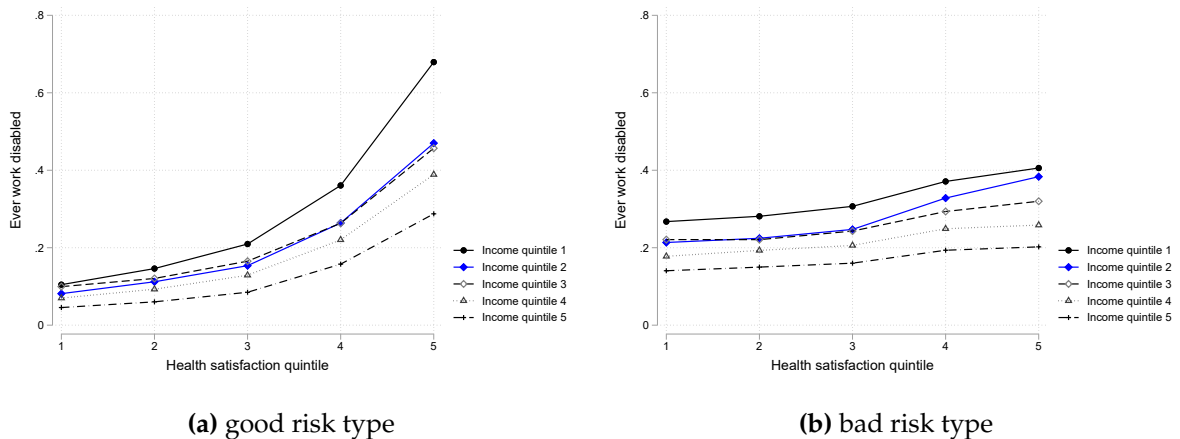 Ever work disabled
.8
.6
.4
.2
0
1
2
3
4
5
Health satisfaction quintile
Income quintile 1
Income quintile 2
Income quintile 3
Income quintile 4
Income quintile 5
(a) good risk type
Ever work disabled
.8
.6
.4
.2
0
1
2
3
4
5
Health satisfaction quintile
Income quintile 1
Income quintile 2
Income quintile 3
Income quintile 4
Income quintile 5
(b) bad risk type